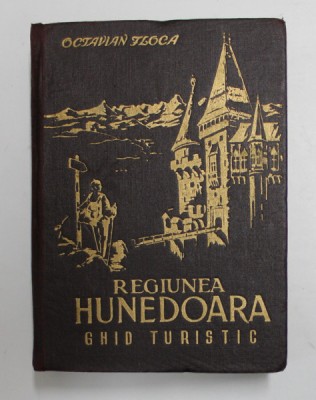 OCTAVIAN FLOCA
REGIUNEA
HUNEDOARA
GHID TURISTIC